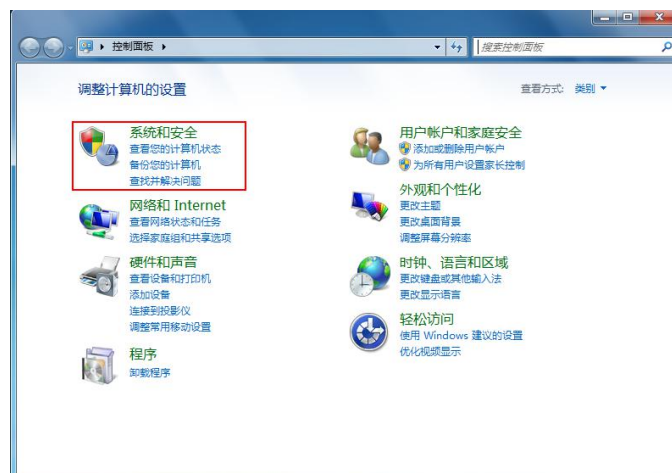 控制面板
搜索控制面板
调整计算机的设置
查看方式: 类别
系统和安全
查看您的计算机状态
备份您的计算机
查找并解决问题
网络和 Internet
查看网络状态和任务
选择家庭组和共享选项
硬件和声音
查看设备和打印机
添加设备
连接到投影仪
调整常用移动设置
程序
卸载程序
用户帐户和家庭安全
添加或删除用户帐户
为所有用户设置家长控制
外观和个性化
更改主题
更改桌面背景
调整屏幕分辨率
时钟、语言和区域
更改键盘或其他输入法
更改显示语言
轻松访问
使用 Windows 建议的设置
优化视频显示